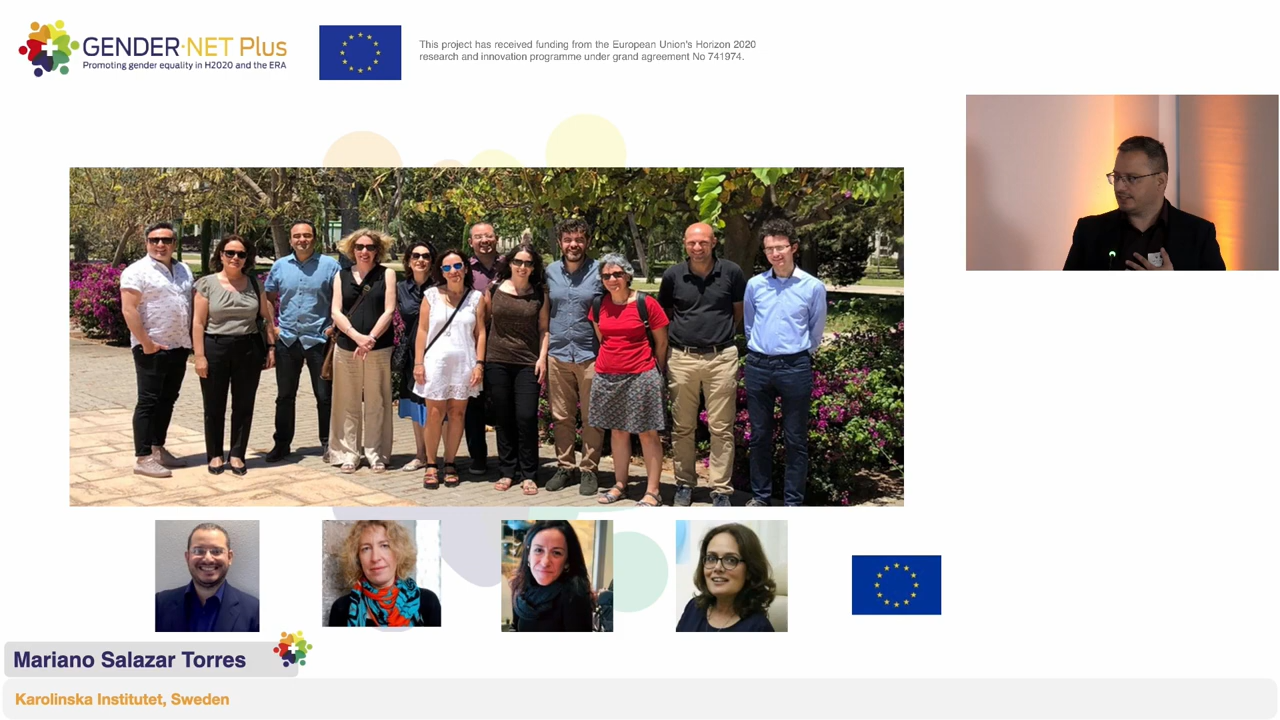 GENDER·NET Plus
Promoting gender equality in H2020 and the ERA
This project has received funding from the European Union's Horizon 2020
research and innovation programme under grand agreement No 741974.
Mariano Salazar Torres
Karolinska Institutet, Sweden